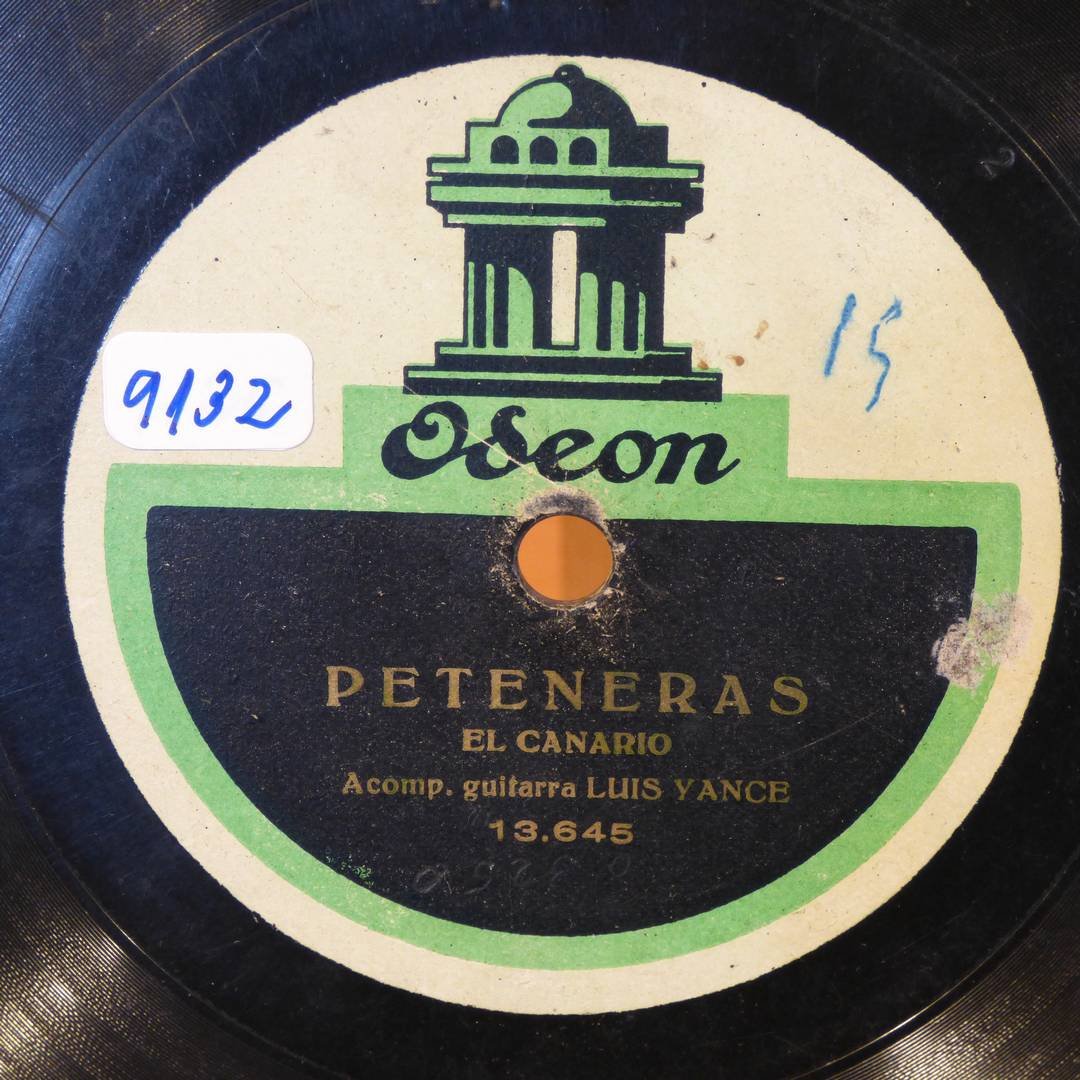 15
9132
Odeon
PETENERAS
EL CANARIO
Acomp. guitarra LUIS YANCE
13.645